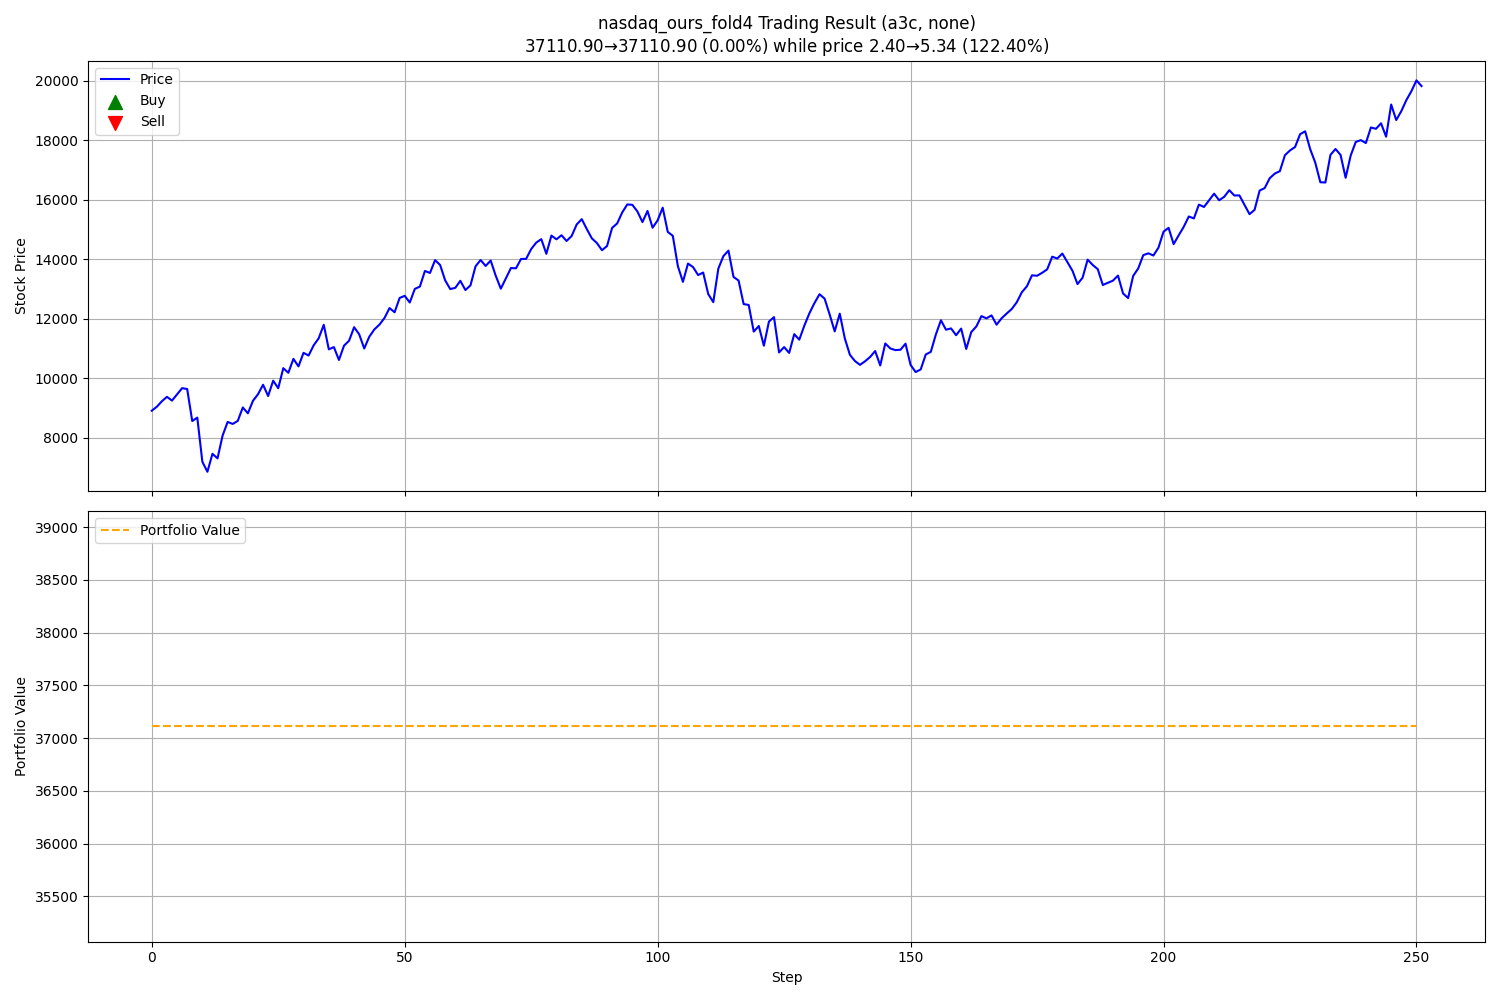 nasdaq_ours_fold4 Trading Result (a3c, none)
37110.90→37110.90 (0.00%) while price 2.40→5.34 (122.40%)
Price
Buy
Sell
20000
18000
16000
14000
12000
10000
8000
Stock Price
Portfolio Value
39000
38500
38000
37500
37000
36500
36000
35500
Portfolio Value
0
50
100
150
200
250
Step